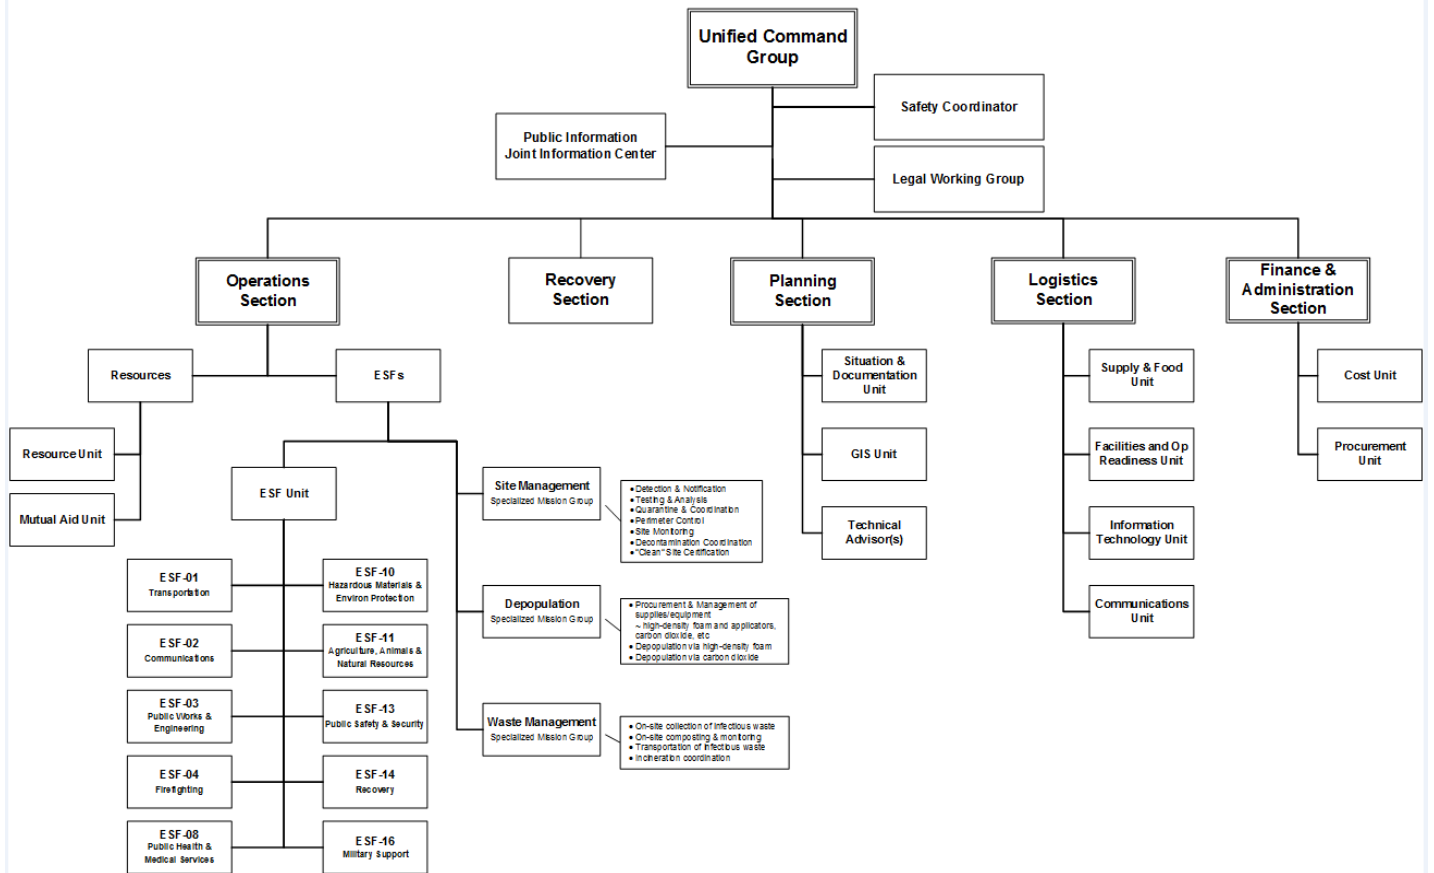 Unified Command
Group
Safety Coordinator
Public Information
Joint Information Center
Legal Working Group
Operations
Section
Recovery
Section
Planning
Section
Logistics
Section
Finance &
Administration
Section
Resources
ESFs
Situation &
Documentation
Unit
Supply & Food
Unit
Cost Unit
Resource Unit
GIS Unit
Facilities and Op
Readiness Unit
Procurement
Unit
Mutual Aid Unit
ESF Unit
Site Management
Specialized Mission Group
• Detection & Notification
• Testing & Analysis
• Quarantine & Coordination
• Perimeter Control
• Site Monitoring
• Decontamination Coordination
• "Clean" Site Certification
Technical
Advisor(s)
Information
Technology Unit
ESF-01
Transportation
ESF-10
Hazardous Materials &
Environ Protection
Depopulation
Specialized Mission Group
• Procurement & Management of
supplies/equipment
~ high-density foam and applicators,
carbon dioxide, etc
• Depopulation via high-density foam
• Depopulation via carbon dioxide
Communications
Unit
ESF-02
Communications
ESF-11
Agriculture, Animals &
Natural Resources
ESF-03
Public Works &
Engineering
ESF-13
Public Safety & Security
Waste Management
Specialized Mission Group
• On-site collection of infectious waste
• On-site composting & monitoring
• Transportation of infectious waste
• Incineration coordination
ESF-04
Firefighting
ESF-14
Recovery
ESF-08
Public Health &
Medical Services
ESF-16
Military Support